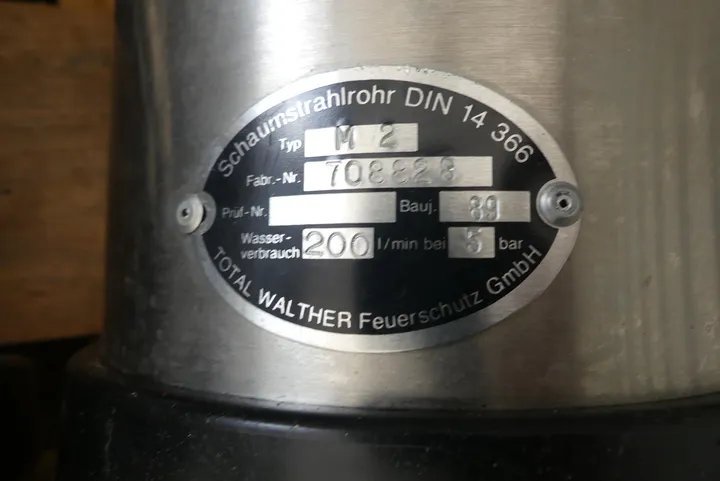 Schaumstrahlrohr DIN 14 366
Typ M 2
Fabr.-Nr. 708828
Prüf-Nr. Bauj. 89
Wasser-
verbrauch 200 l/min bei 5 bar
TOTAL WALTHER Feuerschutz GmbH